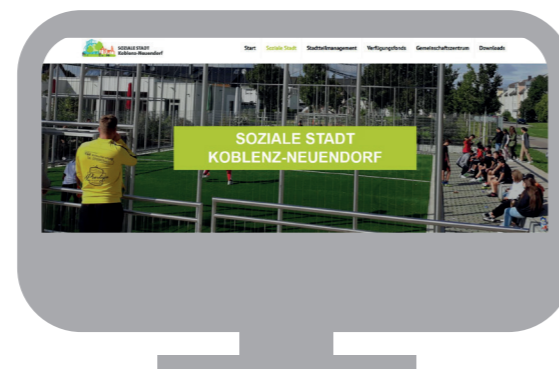 SOZIALE STADT
Koblenz-Neuendorf
Start Soziale Stadt Stadtteilmanagement Verfügungsfonds Gemeinschaftszentrum Downloads
SOZIALE STADT
KOBLENZ-NEUENDORF